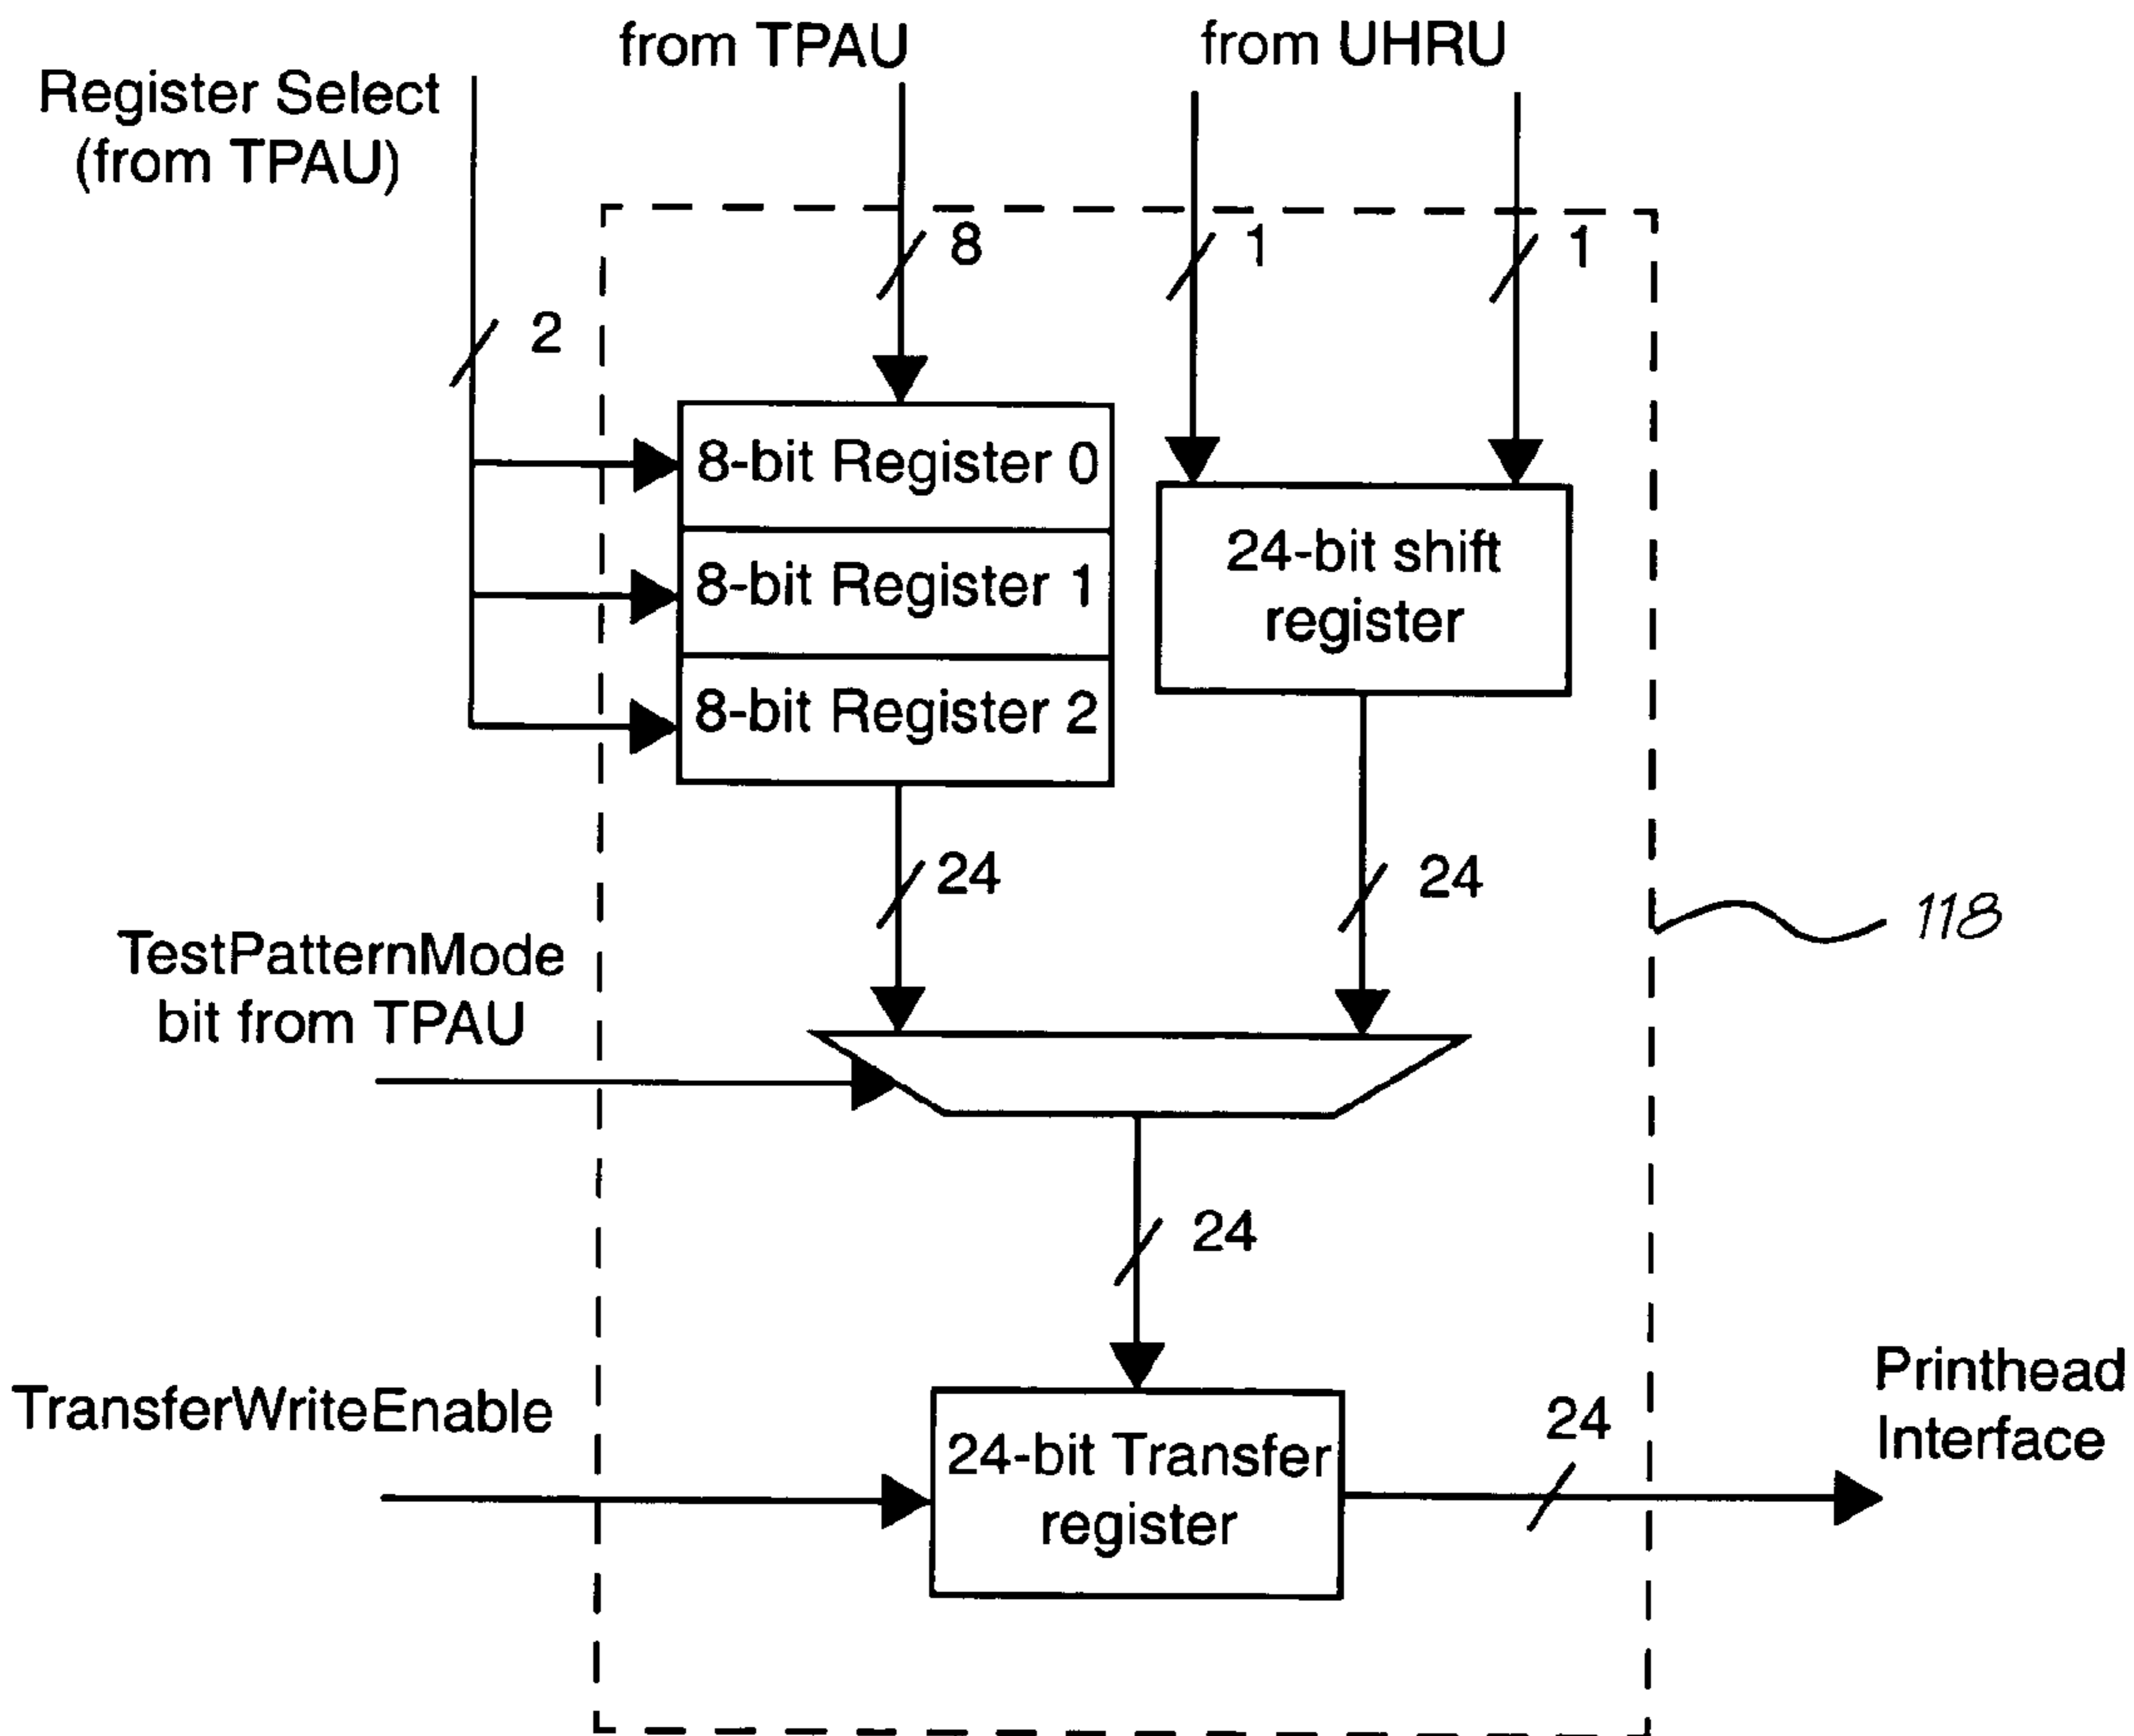 from TPAU
from UHRU
Register Select
(from TPAU)
8
1
1
2
8-bit Register 0
8-bit Register 1
8-bit Register 2
24-bit shift
register
24
24
118
TestPatternMode
bit from TPAU
24
TransferWriteEnable
24-bit Transfer
register
24
Printhead
Interface